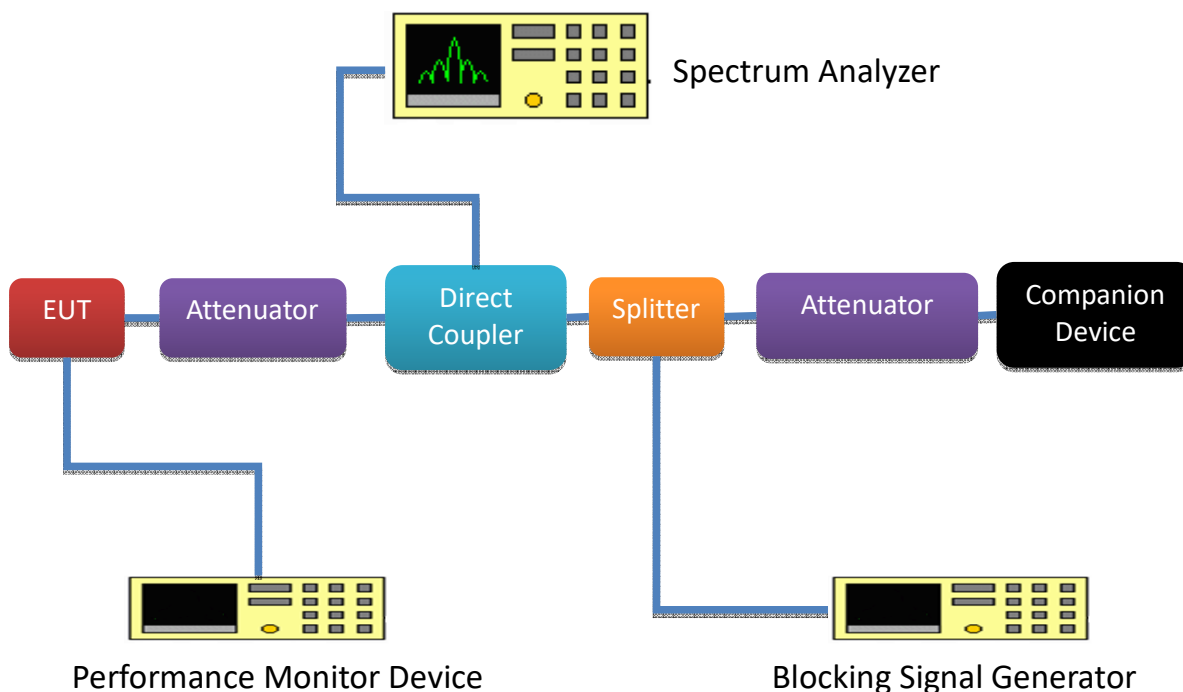 Spectrum Analyzer
EUT
Attenuator
Direct
Coupler
Splitter
Attenuator
Companion
Device
Performance Monitor Device
Blocking Signal Generator